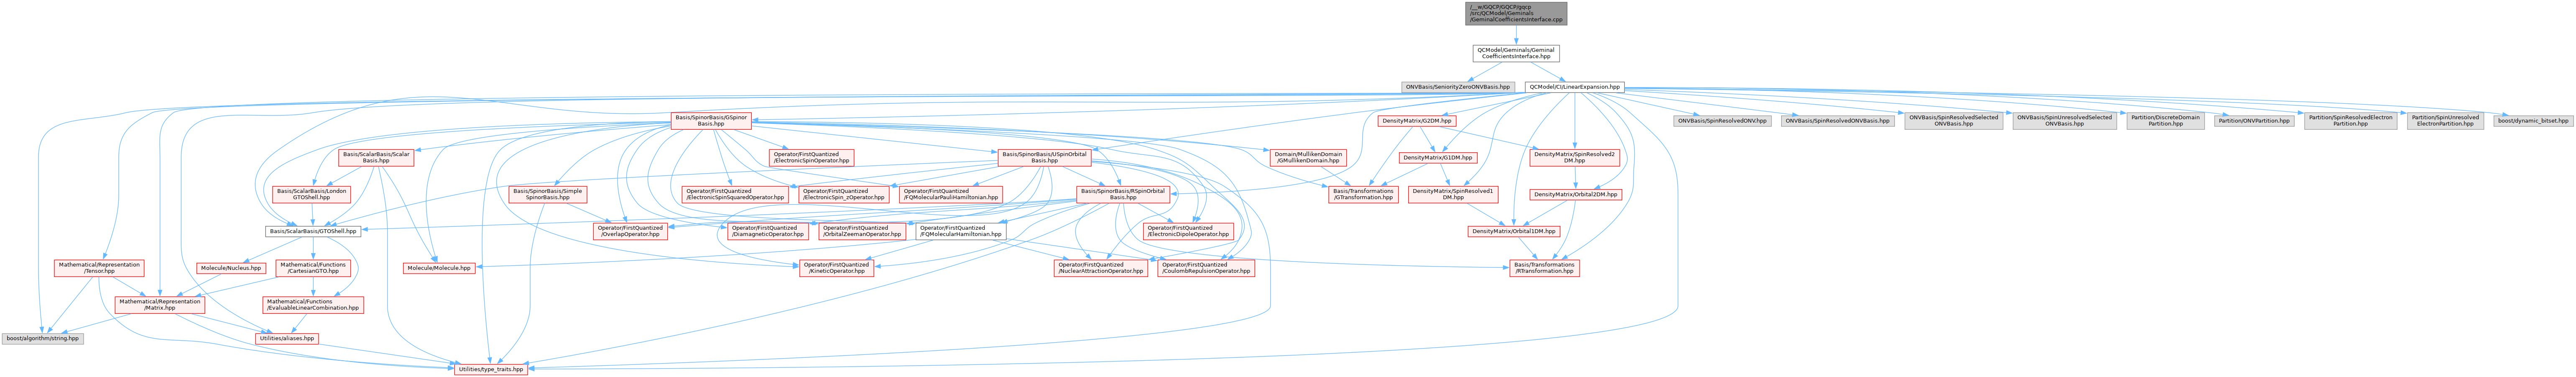 /__w/GQCP/GQCP/gqcp
/src/QCModel/Geminals
/GeminalCoefficientsInterface.cpp
QCModel/Geminals/Geminal
CoefficientsInterface.hpp
ONVBasis/SeniorityZeroONVBasis.hpp
QCModel/CI/LinearExpansion.hpp
Basis/SpinorBasis/GSpinor
Basis.hpp
DensityMatrix/G2DM.hpp
ONVBasis/SpinResolvedONV.hpp
ONVBasis/SpinResolvedONVBasis.hpp
ONVBasis/SpinResolvedSelected
ONVBasis.hpp
ONVBasis/SpinUnresolvedSelected
ONVBasis.hpp
Partition/DiscreteDomain
Partition.hpp
Partition/ONVPartition.hpp
Partition/SpinResolvedElectron
Partition.hpp
Partition/SpinUnresolved
ElectronPartition.hpp
boost/dynamic_bitset.hpp
Basis/ScalarBasis/Scalar
Basis.hpp
Operator/FirstQuantized
/ElectronicSpinOperator.hpp
Basis/SpinorBasis/USpinOrbital
Basis.hpp
Domain/MullikenDomain
/GMullikenDomain.hpp
DensityMatrix/G1DM.hpp
DensityMatrix/SpinResolved2
DM.hpp
Basis/ScalarBasis/London
GTOShell.hpp
Basis/SpinorBasis/Simple
SpinorBasis.hpp
Operator/FirstQuantized
/ElectronicSpinSquaredOperator.hpp
Operator/FirstQuantized
/ElectronicSpin_zOperator.hpp
Operator/FirstQuantized
/FQMolecularPauliHamiltonian.hpp
Basis/SpinorBasis/RSpinOrbital
Basis.hpp
Basis/Transformations
/GTransformation.hpp
DensityMatrix/SpinResolved1
DM.hpp
DensityMatrix/Orbital2DM.hpp
Basis/ScalarBasis/GTOShell.hpp
Operator/FirstQuantized
/OverlapOperator.hpp
Operator/FirstQuantized
/DiamagneticOperator.hpp
Operator/FirstQuantized
/OrbitalZeemanOperator.hpp
Operator/FirstQuantized
/FQMolecularHamiltonian.hpp
Operator/FirstQuantized
/ElectronicDipoleOperator.hpp
DensityMatrix/Orbital1DM.hpp
Mathematical/Representation
/Tensor.hpp
Molecule/Nucleus.hpp
Mathematical/Functions
/CartesianGTO.hpp
Molecule/Molecule.hpp
Operator/FirstQuantized
/KineticOperator.hpp
Operator/FirstQuantized
/NuclearAttractionOperator.hpp
Operator/FirstQuantized
/CoulombRepulsionOperator.hpp
Basis/Transformations
/RTransformation.hpp
Mathematical/Representation
/Matrix.hpp
Mathematical/Functions
/EvaluableLinearCombination.hpp
boost/algorithm/string.hpp
Utilities/aliases.hpp
Utilities/type_traits.hpp